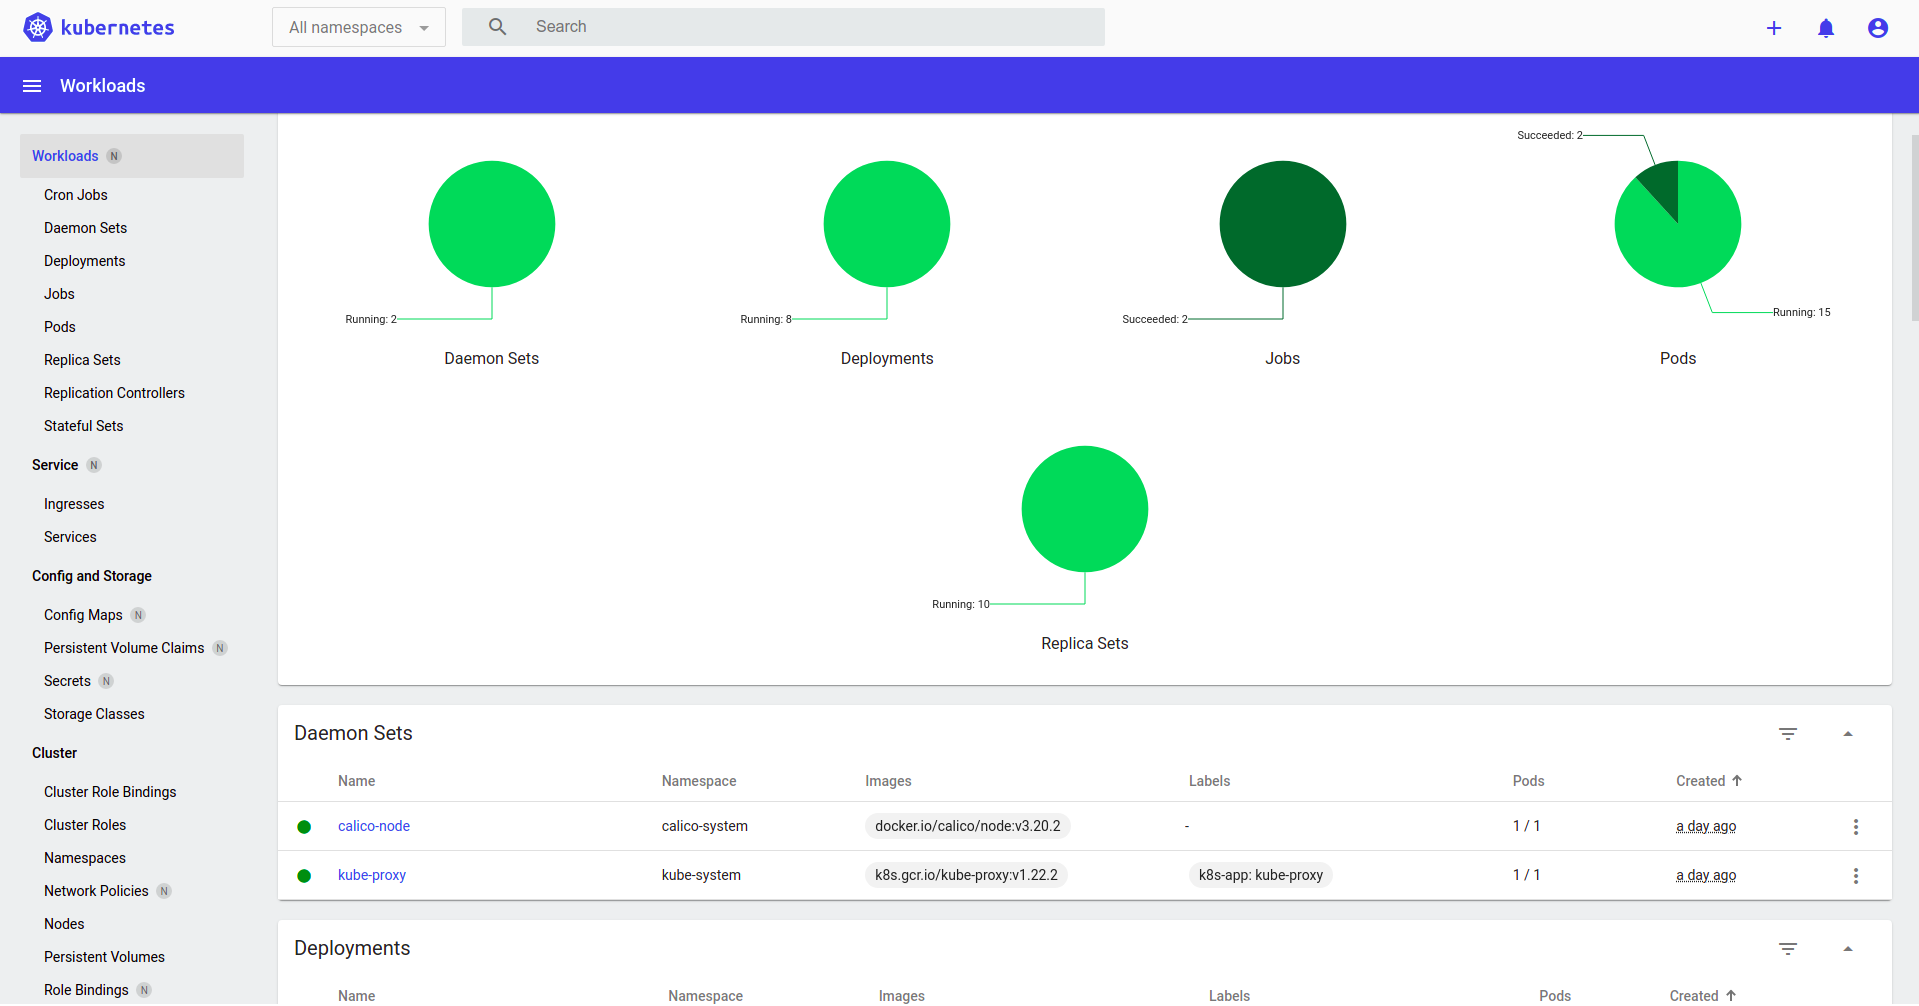 kubernetes
All namespaces
Search
Workloads
Workloads N
Cron Jobs
Daemon Sets
Deployments
Jobs
Pods
Replica Sets
Replication Controllers
Stateful Sets
Service N
Ingresses
Services
Config and Storage
Config Maps N
Persistent Volume Claims N
Secrets N
Storage Classes
Cluster
Cluster Role Bindings
Cluster Roles
Namespaces
Network Policies N
Nodes
Persistent Volumes
Role Bindings N
Running: 2
Daemon Sets
Running: 8
Deployments
Succeeded: 2
Jobs
Succeeded: 2
Running: 15
Pods
Running: 10
Replica Sets
Daemon Sets
Name Namespace Images Labels Pods Created
calico-node calico-system docker.io/calico/node:v3.20.2 - 1 / 1 a day ago
kube-proxy kube-system k8s.gcr.io/kube-proxy:v1.22.2 k8s-app: kube-proxy 1 / 1 a day ago
Deployments
Name Namespace Images Labels Pods Created